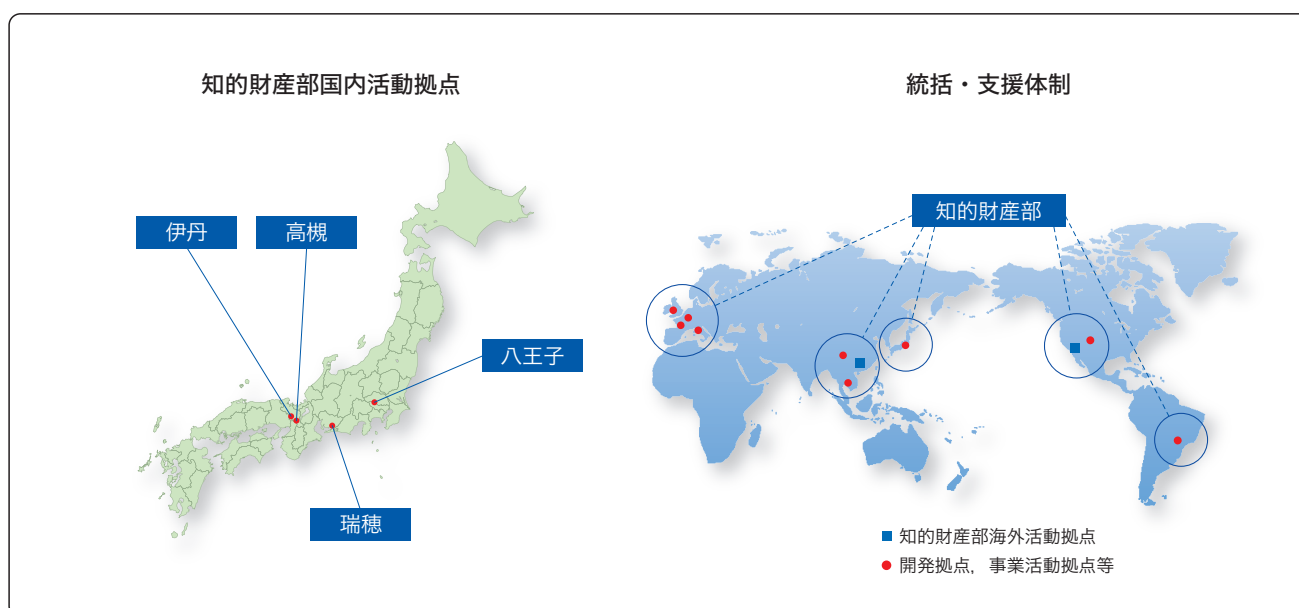 知的財産部国内活動拠点
伊丹
高槻
八王子
瑞穂
統括・支援体制
知的財産部
知的財産部海外活動拠点
開発拠点，事業活動拠点等